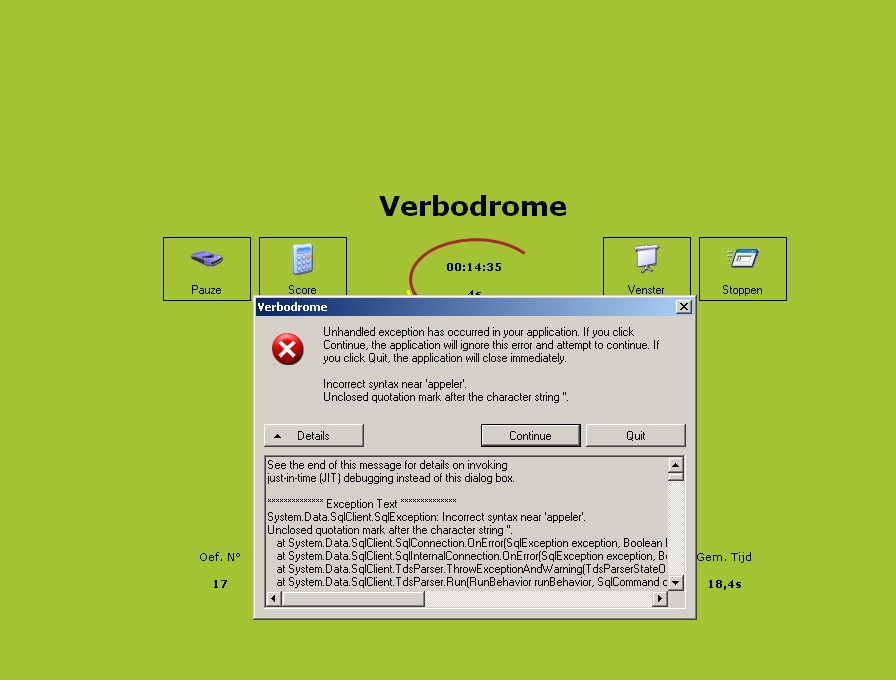 Verbodrome
Pauze
Score
00:14:35
4s
Venster
Stoppen
Verbodrome
Unhandled exception has occurred in your application. If you click
Continue, the application will ignore this error and attempt to continue. If
you click Quit, the application will close immediately.
Incorrect syntax near 'appeler'.
Unclosed quotation mark after the character string ''.
Details
Continue
Quit
See the end of this message for details on invoking
just-in-time (JIT) debugging instead of this dialog box.
************** Exception Text **************
System.Data.SqlClient.SqlException: Incorrect syntax near 'appeler'.
Unclosed quotation mark after the character string ''.
at System.Data.SqlClient.SqlConnection.OnError(SqlException exception, Boolean
at System.Data.SqlClient.SqlInternalConnection.OnError(SqlException exception, Bo
at System.Data.SqlClient.TdsParser.ThrowExceptionAndWarning(TdsParserStateO
at System.Data.SqlClient.TdsParser.Run(RunBehavior runBehavior, SqlCommand c
Oef. N°
17
Gem. Tijd
18,4s